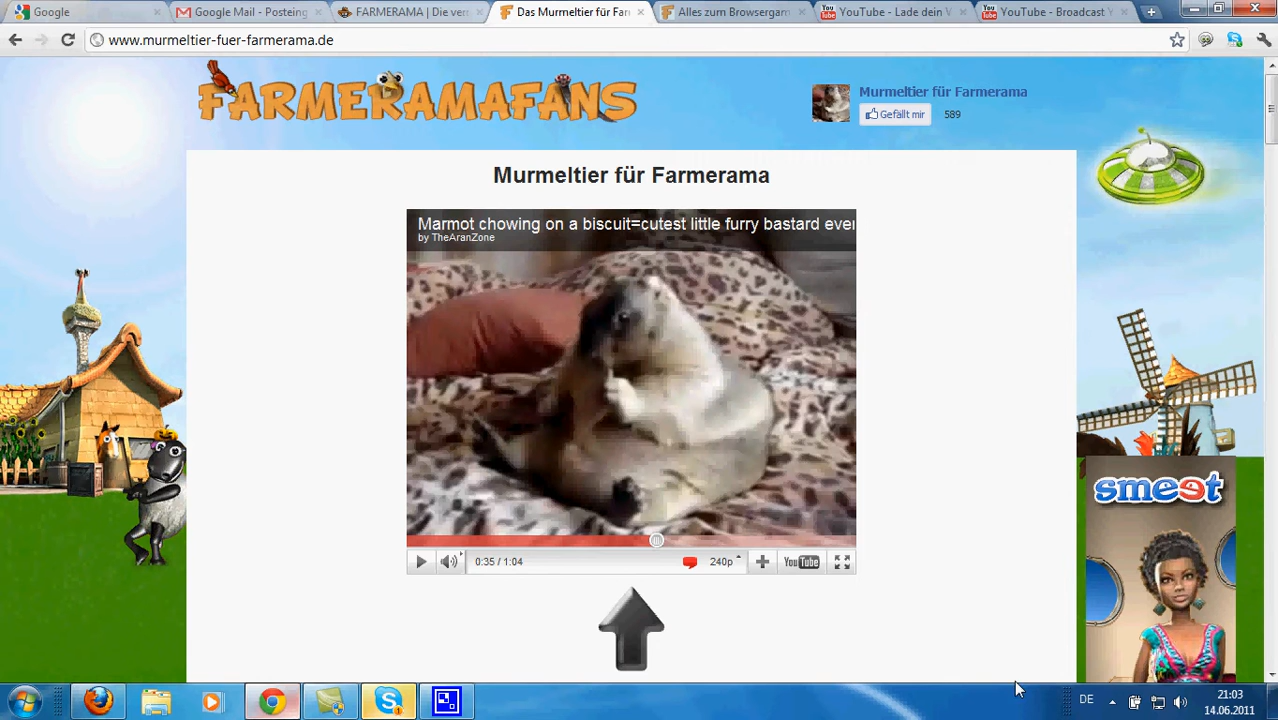 Google
Google Mail - Posteing
FARMERAMA | Die ver
Das Murmeltier für Far
Alles zum Browsergam
YouTube - Lade dein V
YouTube - Broadcast Y
www.murmeltier-fuer-farmerama.de
FARMERAMAFANS
Murmeltier für Farmerama
Gefällt mir
589
Murmeltier für Farmerama
Marmot chowing on a biscuit=cutest little furry bastard ever
by TheAranZone
0:35 / 1:04
240p
YouTube
smeet
DE
21:03
14.06.2011